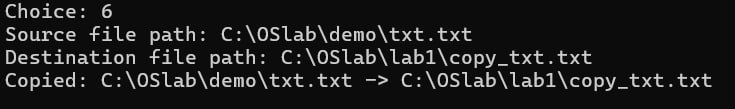 Choice: 6
Source file path: C:\OSlab\demo\txt.txt
Destination file path: C:\OSlab\lab1\copy_txt.txt
Copied: C:\OSlab\demo\txt.txt -> C:\OSlab\lab1\copy_txt.txt